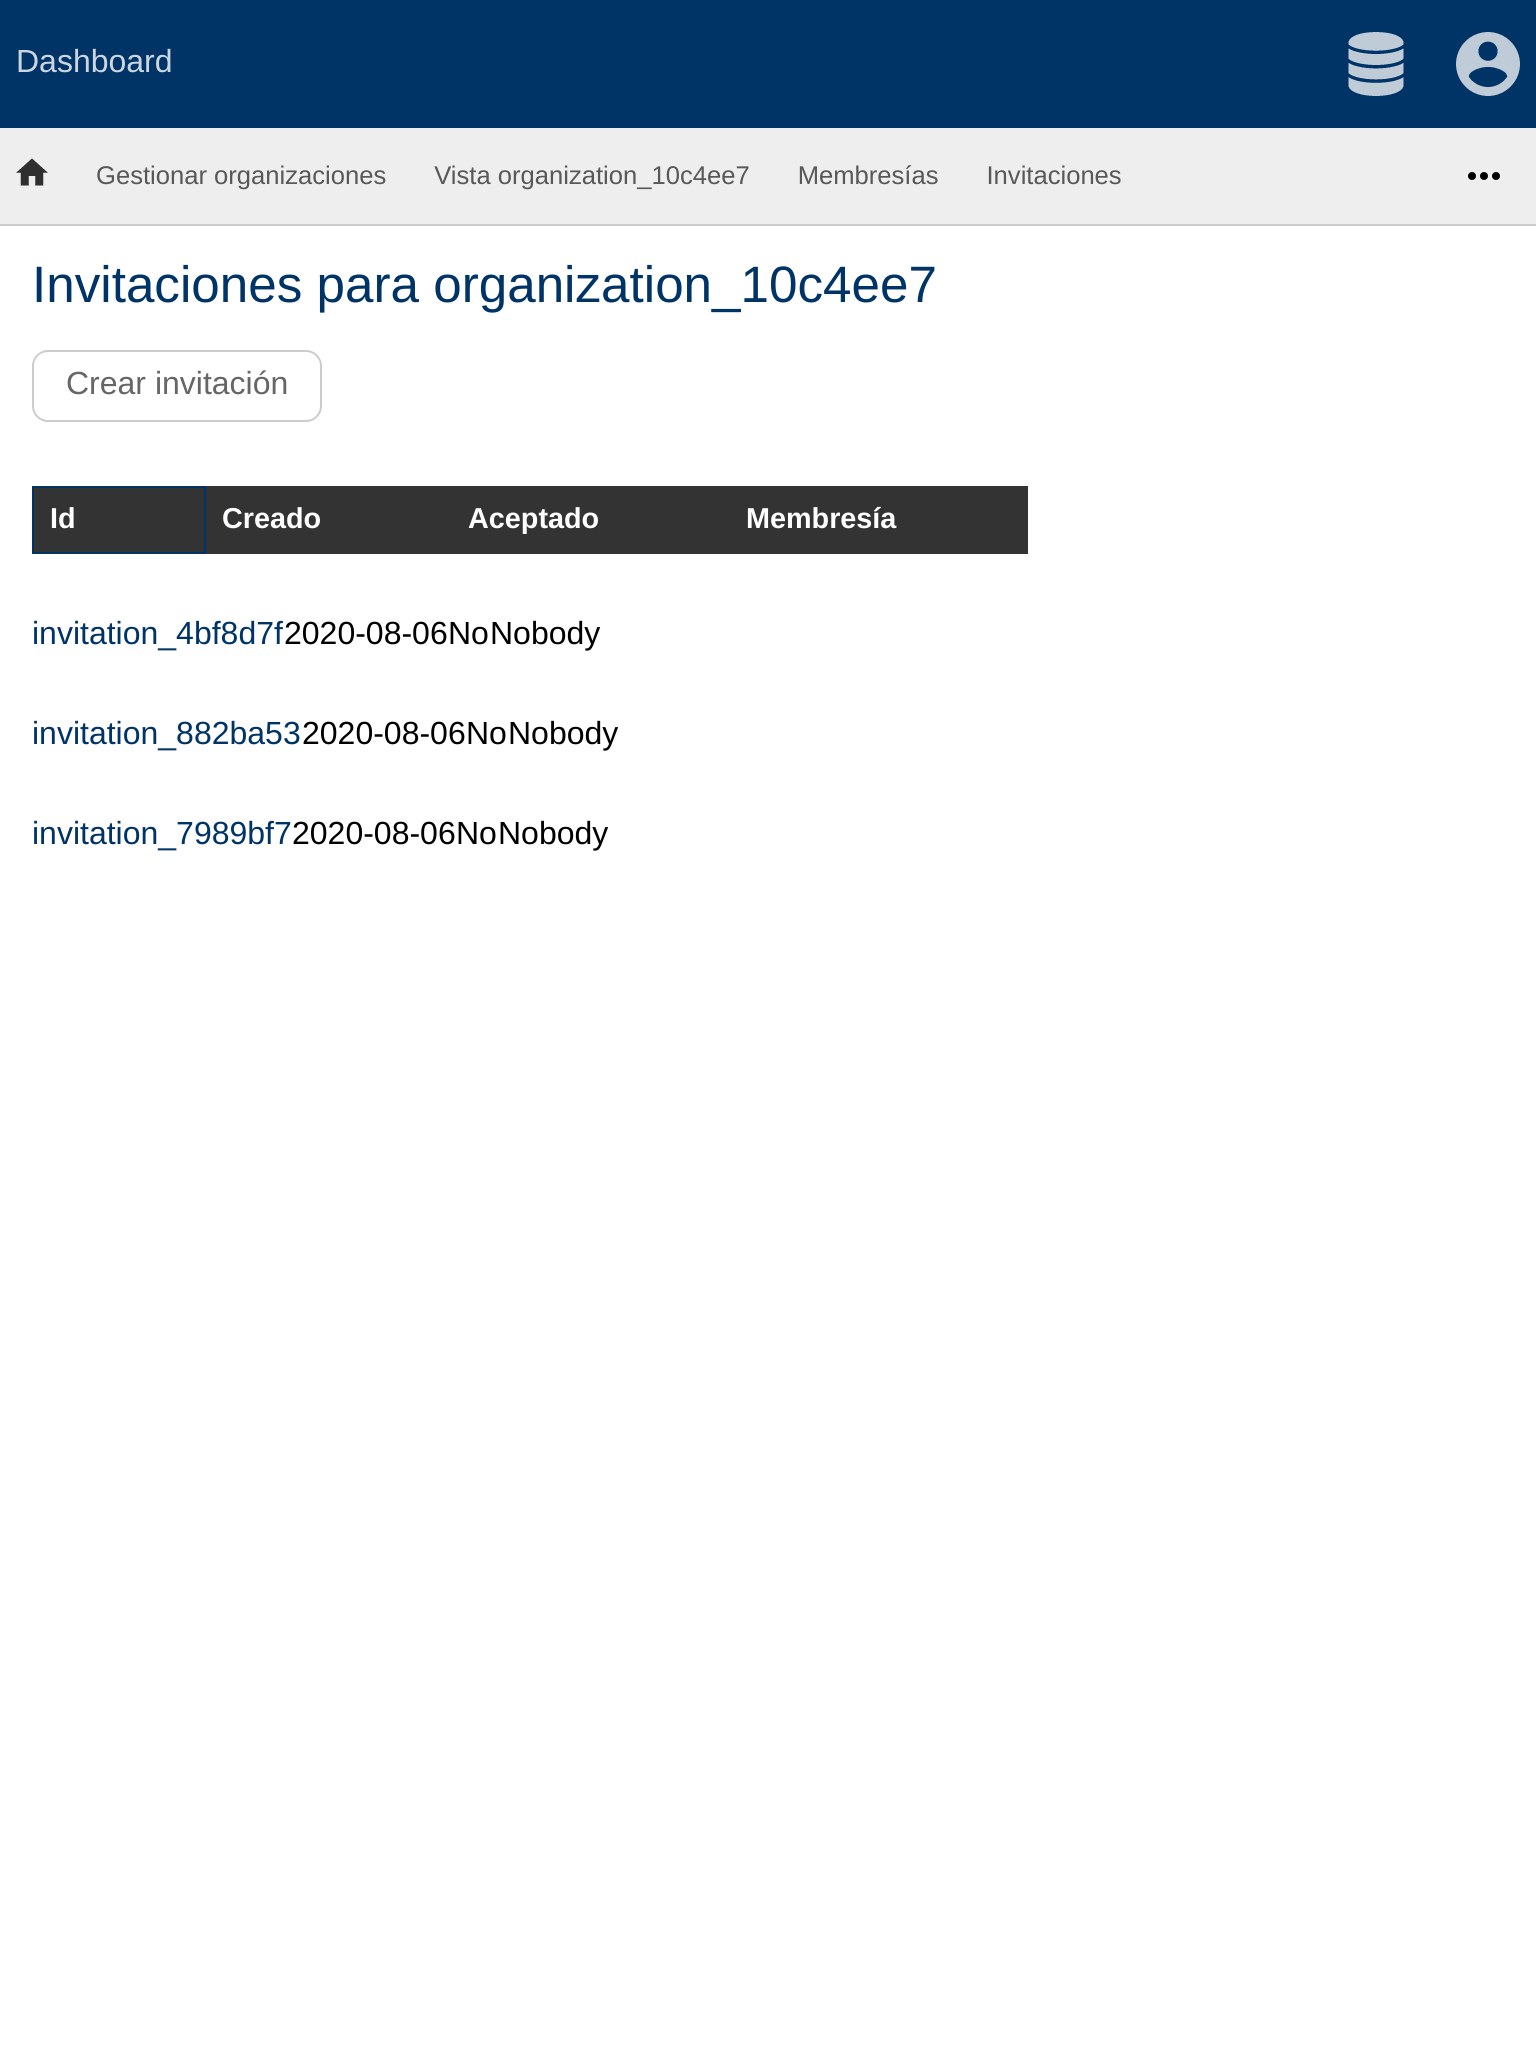 Dashboard
Gestionar organizaciones Vista organization_10c4ee7 Membresías Invitaciones
Invitaciones para organization_10c4ee7
Crear invitación
Id Creado Aceptado Membresía
invitation_4bf8d7f2020-08-06NoNobody
invitation_882ba532020-08-06NoNobody
invitation_7989bf72020-08-06NoNobody